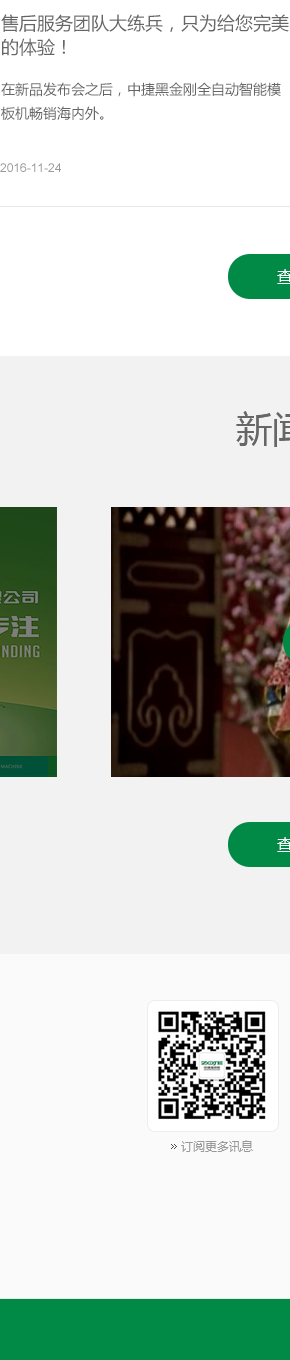 售后服务团队大练兵，只为给您完美
的体验！
在新品发布会之后，中捷黑金刚全自动智能模
板机畅销海内外。
2016-11-24
查
新闻
限公司
专注
NDING
查
» 订阅更多讯息